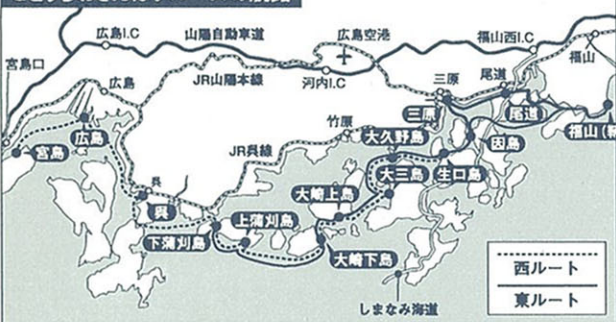 広島I.C
山陽自動車道
広島空港
福山西I.C
宮島口
福山
JR山陽本線
河内I.C
三原
尾道
広島
三原
尾道
竹原
大久野島
福山
広島
因島
宮島
JR呉線
大三島
生口島
呉
大崎上島
呉
上蒲刈島
下蒲刈島
大崎下島
西ルート
しまなみ海道
東ルート